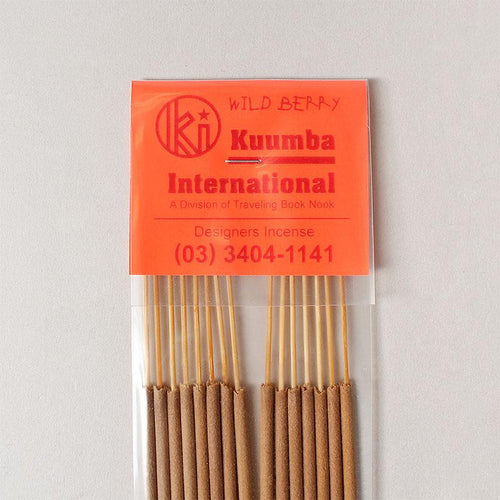 WILD BERRY
Ki
Kuumba
International
A Division of Traveling Book Nook
Designers Incense
(03) 3404-1141